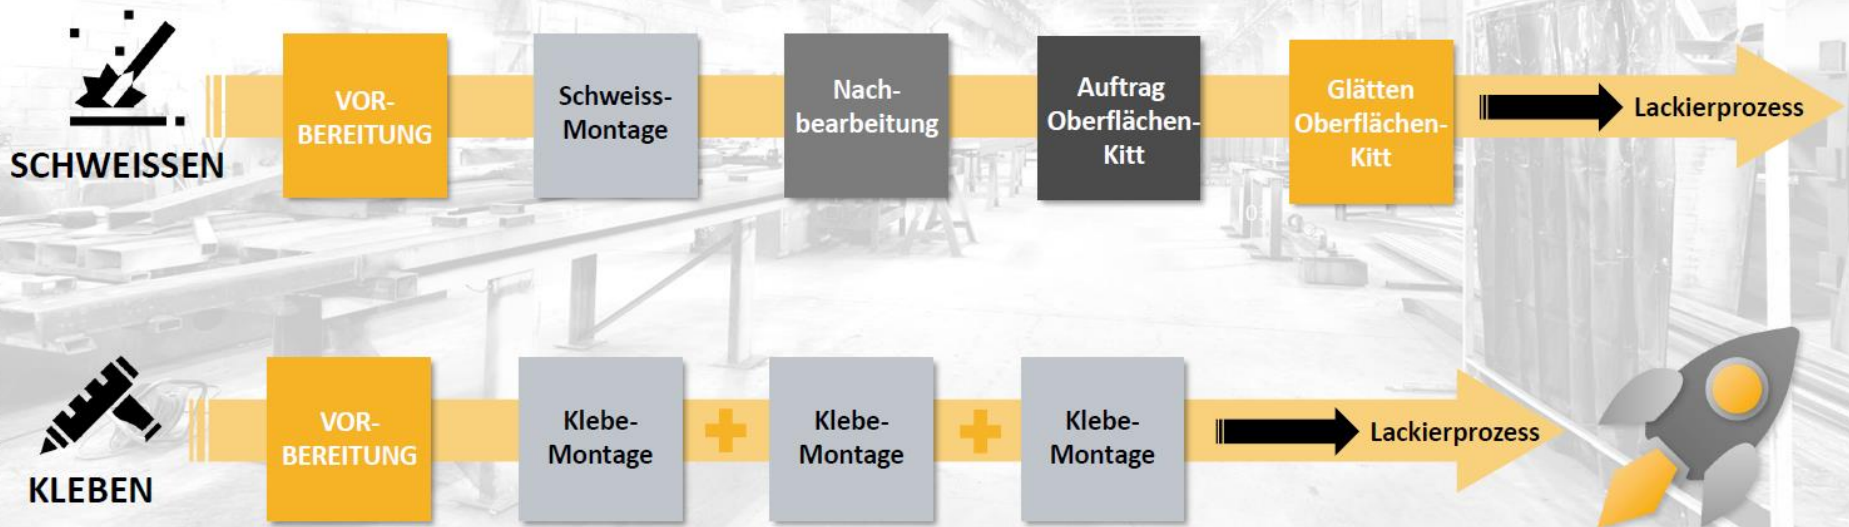 SCHWEISSEN
VOR-
BEREITUNG
Schweiss-
Montage
Nach-
bearbeitung
Auftrag
Oberflächen-
Kitt
Glätten
Oberflächen-
Kitt
Lackierprozess
KLEBEN
VOR-
BEREITUNG
Klebe-
Montage
Klebe-
Montage
Klebe-
Montage
Lackierprozess